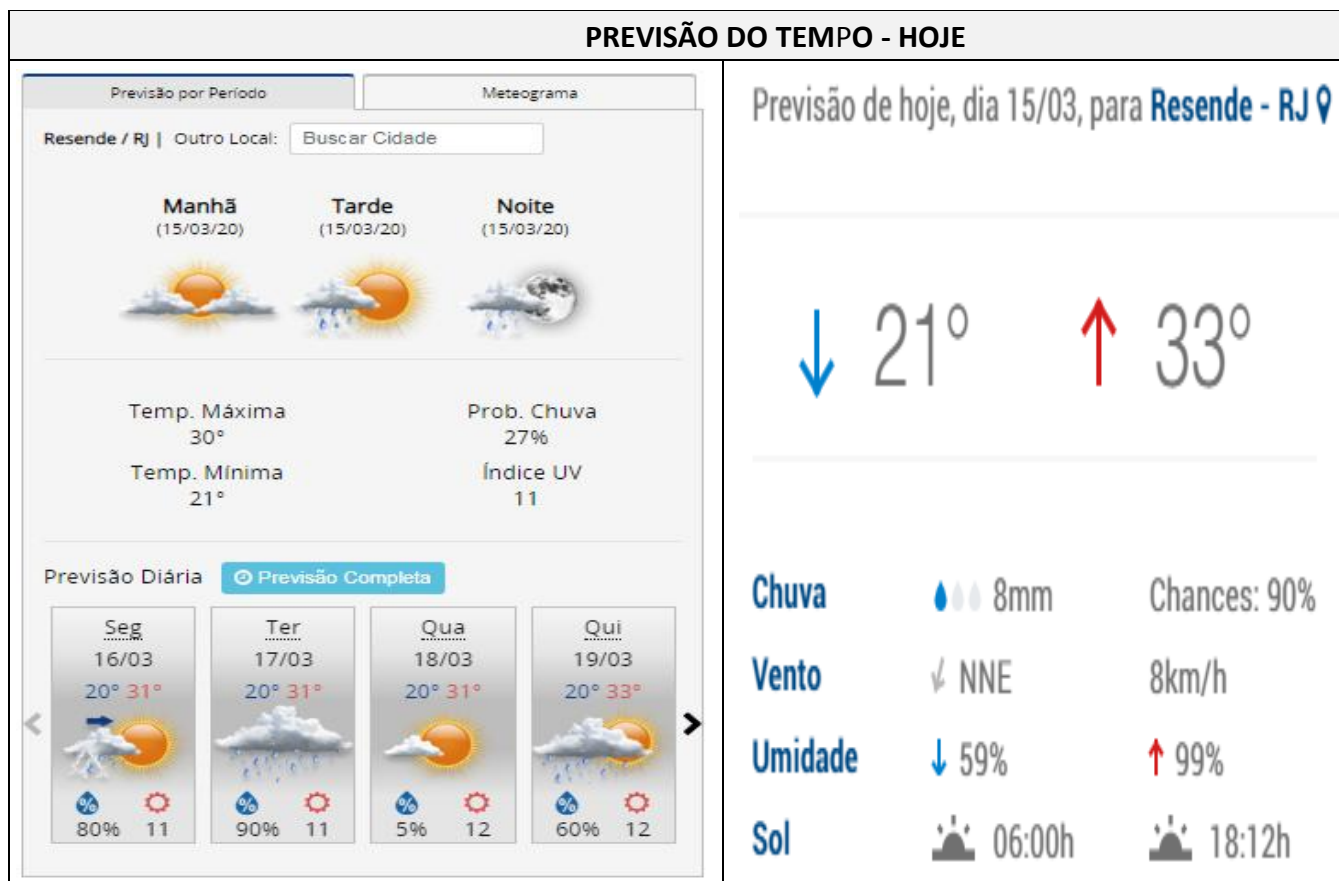 PREVISÃO DO TEMPO - HOJE
Previsão por Período
Meteograma
Resende / RJ | Outro Local: Buscar Cidade
Manhã Tarde Noite
(15/03/20) (15/03/20) (15/03/20)
Temp. Máxima Prob. Chuva
30° 27%
Temp. Mínima Índice UV
21° 11
Previsão Diária Previsão Completa
Seg Ter Qua Qui
16/03 17/03 18/03 19/03
20° 31° 20° 31° 20° 31° 20° 33°
% % % %
80% 11 90% 11 5% 12 60% 12
Previsão de hoje, dia 15/03, para Resende - RJ
21° 33°
Chuva 8mm Chances: 90%
Vento NNE 8km/h
Umidade 59% 99%
Sol 06:00h 18:12h